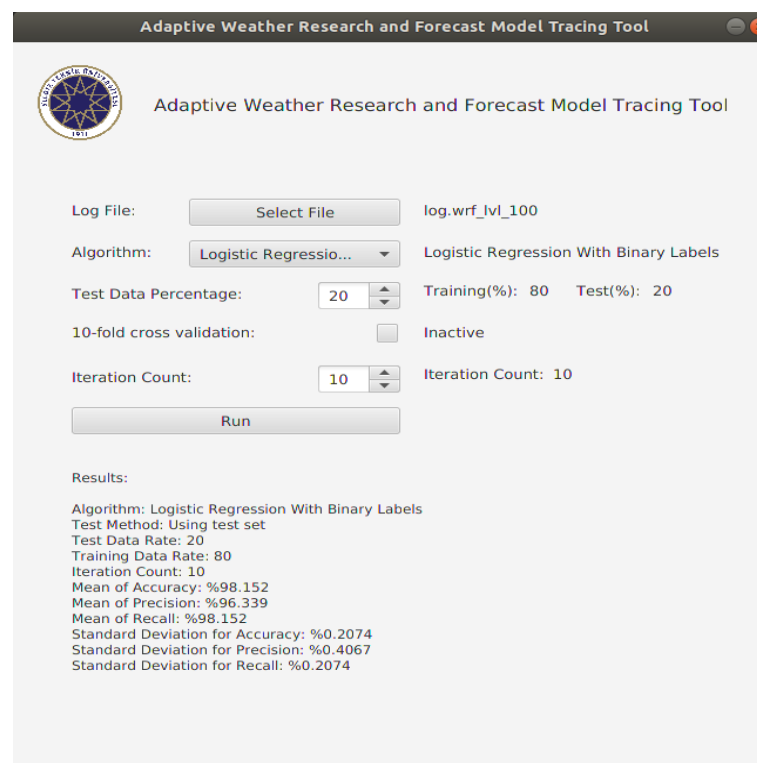 Adaptive Weather Research and Forecast Model Tracing Tool
1911
Adaptive Weather Research and Forecast Model Tracing Tool
Log File: Select File log.wrf_lvl_100
Algorithm: Logistic Regressio... Logistic Regression With Binary Labels
Test Data Percentage: 20 Training(%): 80 Test(%): 20
10-fold cross validation: Inactive
Iteration Count: 10 Iteration Count: 10
Run
Results:
Algorithm: Logistic Regression With Binary Labels
Test Method: Using test set
Test Data Rate: 20
Training Data Rate: 80
Iteration Count: 10
Mean of Accuracy: %98.152
Mean of Precision: %96.339
Mean of Recall: %98.152
Standard Deviation for Accuracy: %0.2074
Standard Deviation for Precision: %0.4067
Standard Deviation for Recall: %0.2074